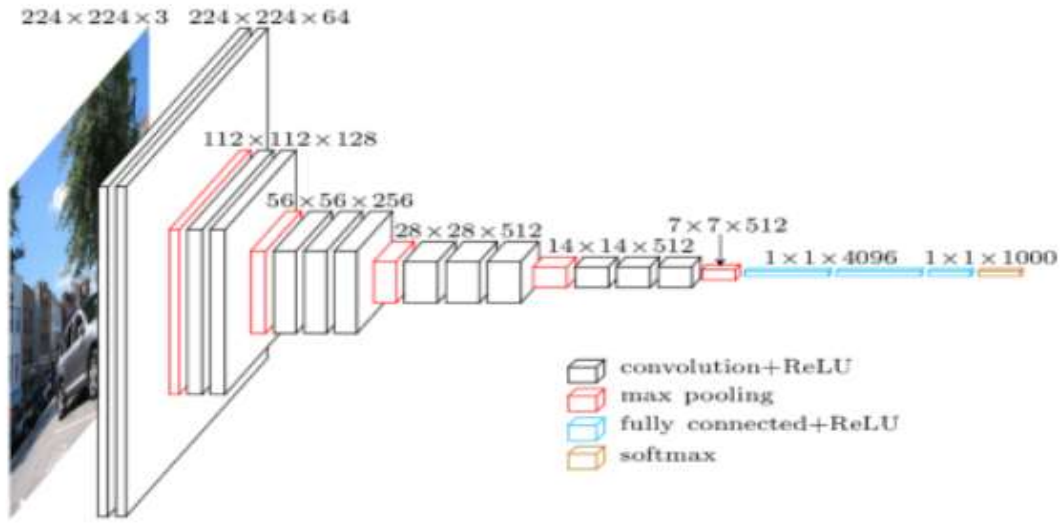 224×224×3
224×224×64
112×112×128
56×56×256
28×28×512
14×14×512
7×7×512
1×1×4096
1×1×1000
convolution+ReLU
max pooling
fully connected+ReLU
softmax